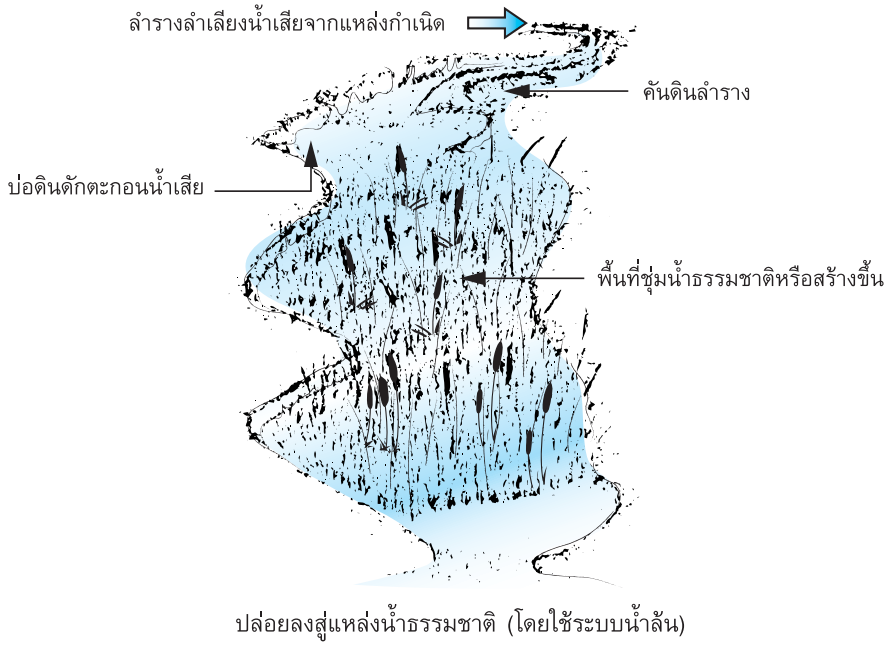 ลำรางลำเลียงน้ำเสียจากแหล่งกำเนิด
คันดินลำราง
บ่อดินดักตะกอนน้ำเสีย
พื้นที่ชุ่มน้ำธรรมชาติหรือสร้างขึ้น
ปล่อยลงสู่แหล่งน้ำธรรมชาติ (โดยใช้ระบบน้ำล้น)